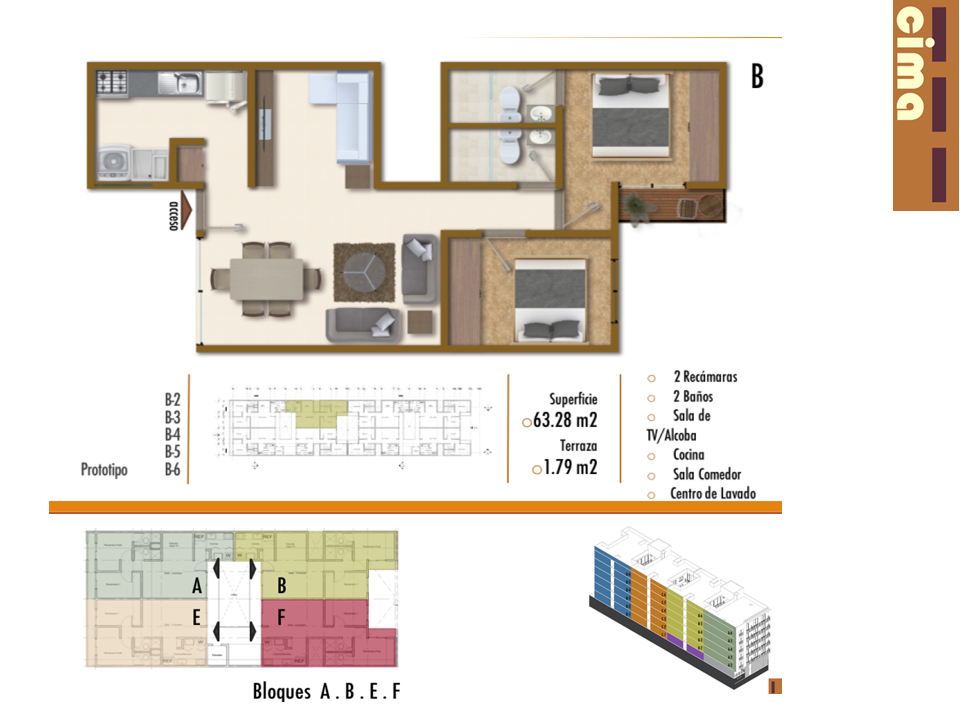 cima
B
acceso
B-2
B-3
B-4
B-5
Prototipo B-6
Superficie
63.28 m2
Terraza
1.79 m2
2 Recámaras
2 Baños
Sala de
TV/Alcoba
Cocina
Sala Comedor
Centro de Lavado
A B
E F
Bloques A . B . E . F